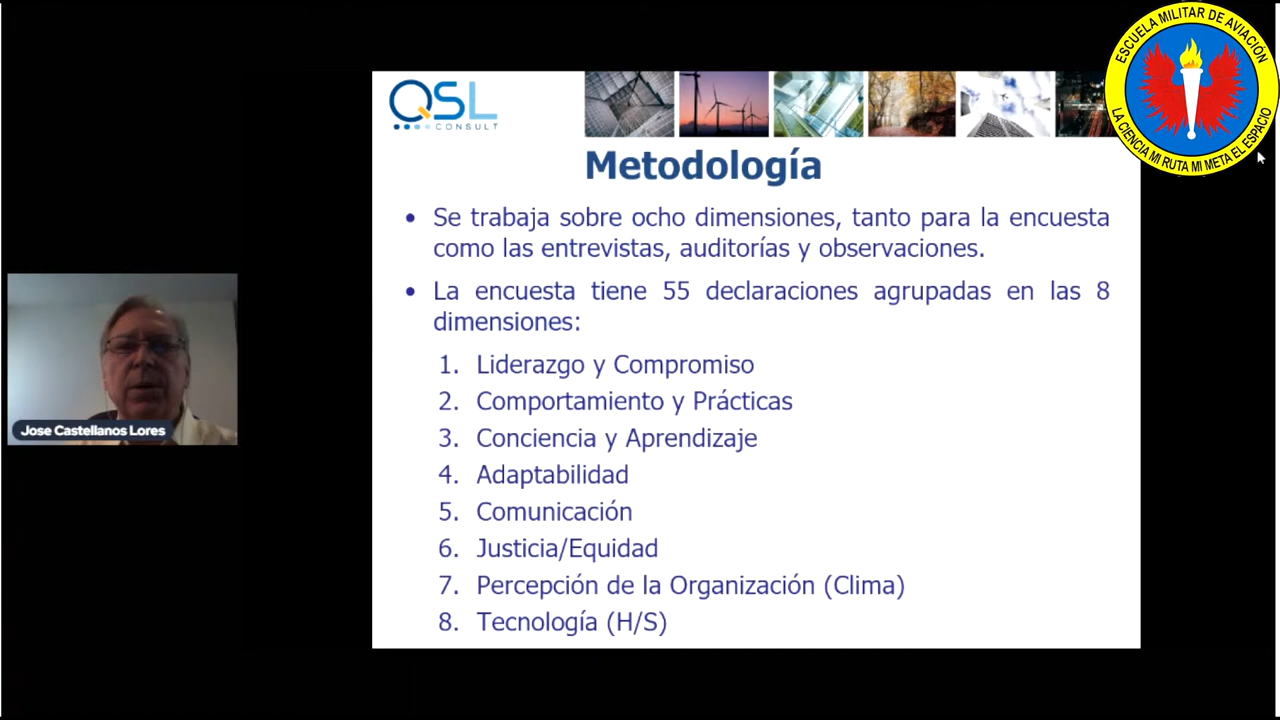 ESCUELA MILITAR DE AVIACIÓN
LA CIENCIA MI RUTA MI META EL ESPACIO
QSL
CONSULT
Metodología
• Se trabaja sobre ocho dimensiones, tanto para la encuesta
como las entrevistas, auditorías y observaciones.
• La encuesta tiene 55 declaraciones agrupadas en las 8
dimensiones:
1. Liderazgo y Compromiso
2. Comportamiento y Prácticas
3. Conciencia y Aprendizaje
4. Adaptabilidad
5. Comunicación
6. Justicia/Equidad
7. Percepción de la Organización (Clima)
8. Tecnología (H/S)
Jose Castellanos Lores